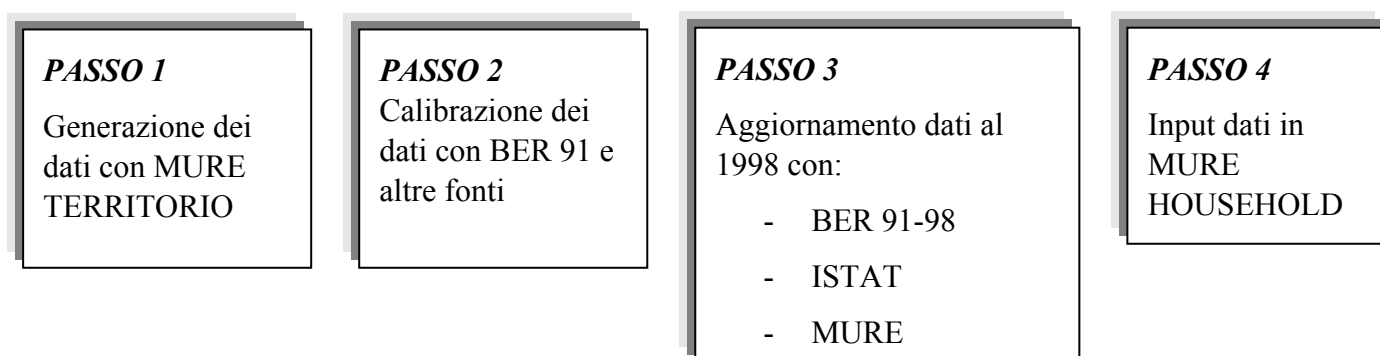 PASSO 1
Generazione dei
dati con MURE
TERRITORIO
PASSO 2
Calibrazione dei
dati con BER 91 e
altre fonti
PASSO 3
Aggiornamento dati al
1998 con:
- BER 91-98
- ISTAT
- MURE
PASSO 4
Input dati in
MURE
HOUSEHOLD